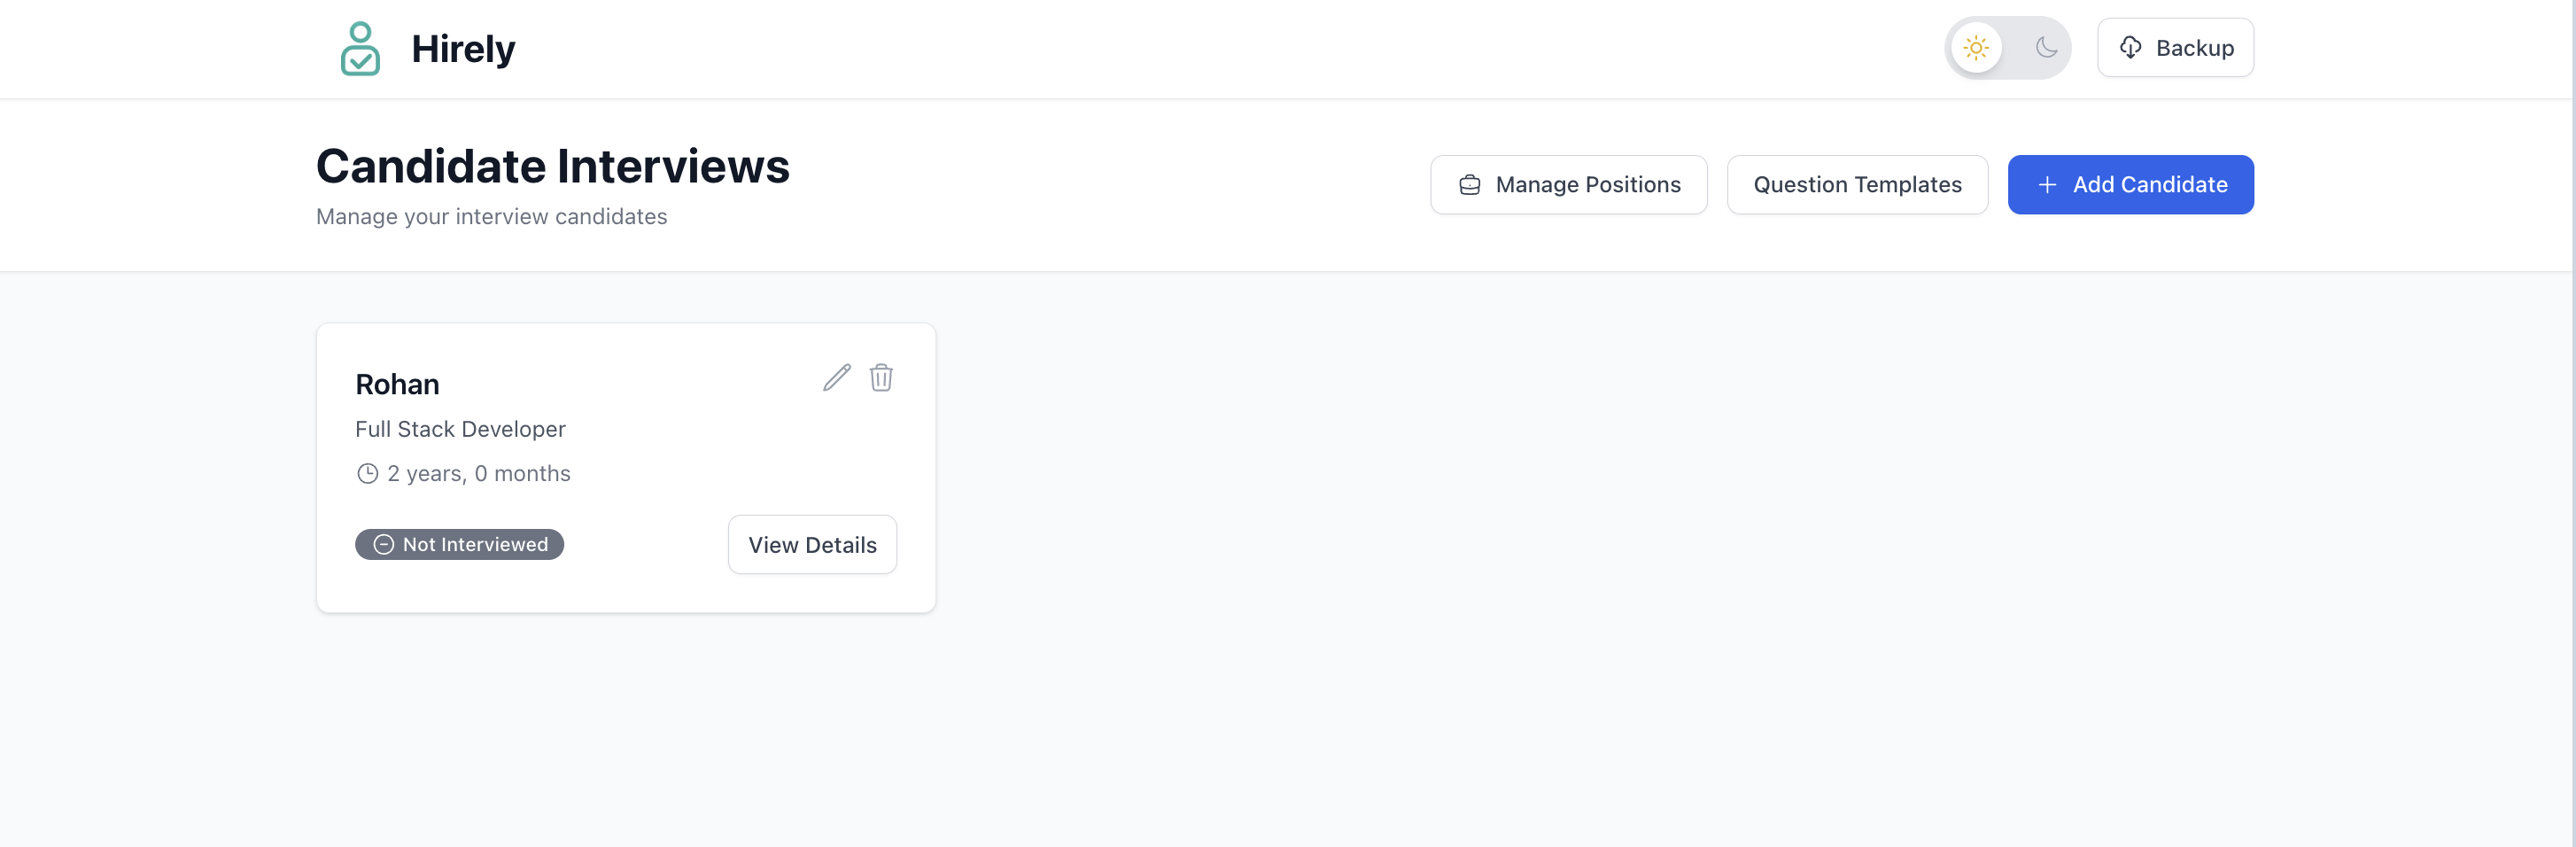 Hirely
Backup
Candidate Interviews
Manage your interview candidates
Manage Positions
Question Templates
Add Candidate
Rohan
Full Stack Developer
2 years, 0 months
Not Interviewed
View Details